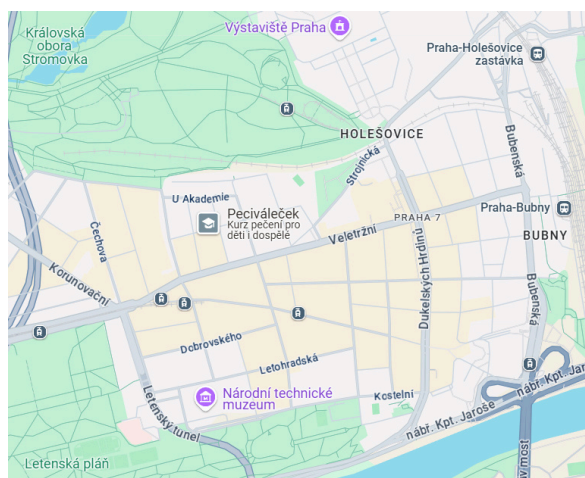 Královská
obora
Stromovka
Výstaviště Praha
Praha-Holešovice
zastávka
HOLEŠOVICE
Strojnická
Bubenská
U Akademie
Peciváleček
Kurz pečení pro
děti i dospělé
PRAHA 7
Praha-Bubny
BUBNY
Veletržní
Čechova
Korunovační
Dukelských Hrdinů
Bubenská
Dobrovského
Letohradská
Kostelní
Letenský tunel
Národní technické
muzeum
nábř. Kpt. Jaroše
nábř. Kpt. Jaro
Letenská pláň
v most